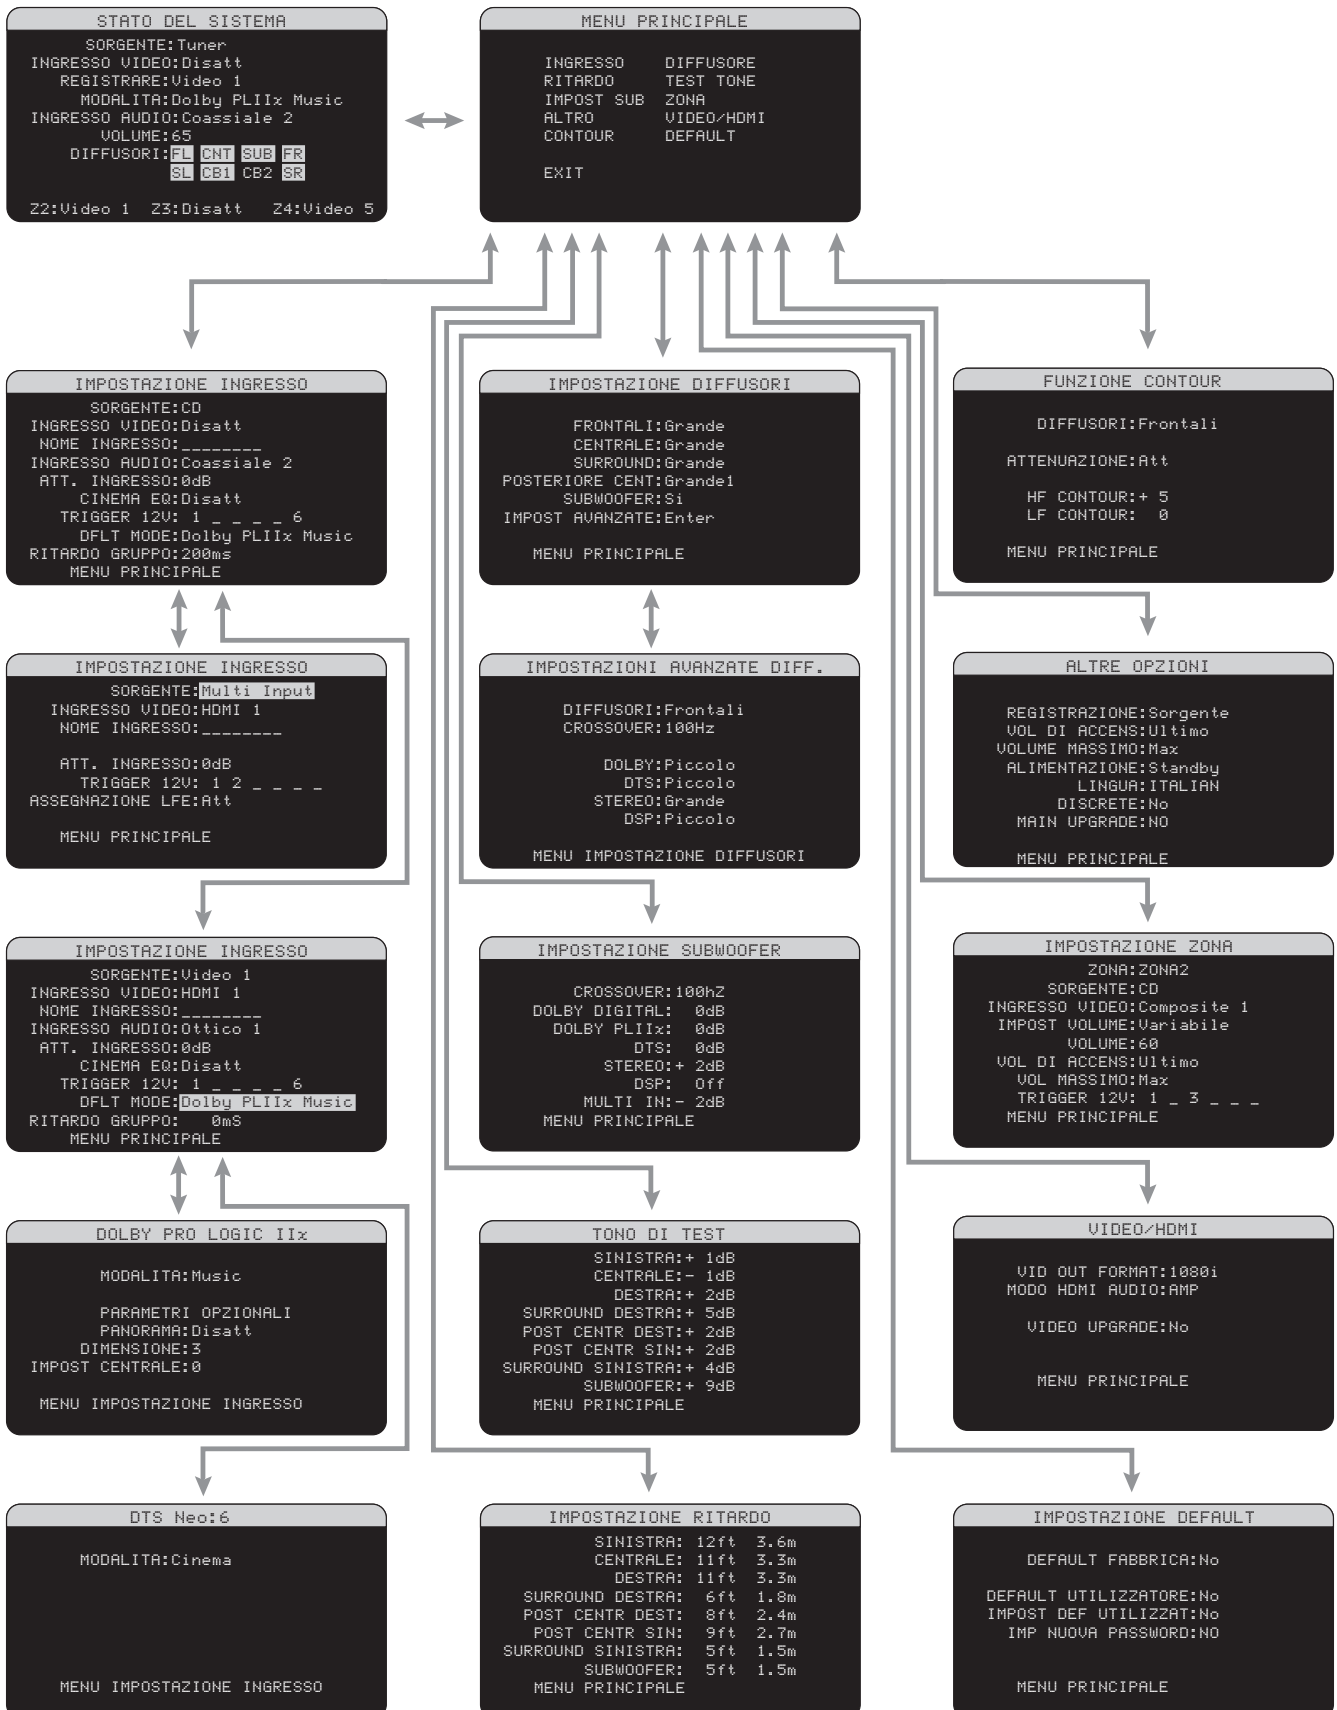 STATO DEL SISTEMA
SORGENTE:Tuner
INGRESSO VIDEO:Disatt
REGISTRARE:Video 1
MODALITA:Dolby PLIIx Music
INGRESSO AUDIO:Coassiale 2
VOLUME:65
DIFFUSORI:FL CNT SUB FR
SL CB1 CB2 SR
Z2:Video 1 Z3:Disatt Z4:Video 5
MENU PRINCIPALE
INGRESSO DIFFUSORE
RITARDO TEST TONE
IMPOST SUB ZONA
ALTRO VIDEO/HDMI
CONTOUR DEFAULT
EXIT
IMPOSTAZIONE INGRESSO
SORGENTE:CD
INGRESSO VIDEO:Disatt
NOME INGRESSO:________
INGRESSO AUDIO:Coassiale 2
ATT. INGRESSO:0dB
CINEMA EQ:Disatt
TRIGGER 12V: 1 _ _ _ _ 6
DFLT MODE:Dolby PLIIx Music
RITARDO GRUPPO:200ms
MENU PRINCIPALE
IMPOSTAZIONE DIFFUSORI
FRONTALI:Grande
CENTRALE:Grande
SURROUND:Grande
POSTERIORE CENT:Grande1
SUBWOOFER:Si
IMPOST AVANZATE:Enter
MENU PRINCIPALE
FUNZIONE CONTOUR
DIFFUSORI:Frontali
ATTENUAZIONE:Att
HF CONTOUR:+ 5
LF CONTOUR: 0
MENU PRINCIPALE
IMPOSTAZIONE INGRESSO
SORGENTE:Multi Input
INGRESSO VIDEO:HDMI 1
NOME INGRESSO:________
ATT. INGRESSO:0dB
TRIGGER 12V: 1 2 _ _ _ _
ASSEGNAZIONE LFE:Att
MENU PRINCIPALE
IMPOSTAZIONI AVANZATE DIFF.
DIFFUSORI:Frontali
CROSSOVER:100Hz
DOLBY:Piccolo
DTS:Piccolo
STEREO:Grande
DSP:Piccolo
MENU IMPOSTAZIONE DIFFUSORI
ALTRE OPZIONI
REGISTRAZIONE:Sorgente
VOL DI ACCENS:Ultimo
VOLUME MASSIMO:Max
ALIMENTAZIONE:Standby
LINGUA:ITALIAN
DISCRETE:No
MAIN UPGRADE:NO
MENU PRINCIPALE
IMPOSTAZIONE INGRESSO
SORGENTE:Video 1
INGRESSO VIDEO:HDMI 1
NOME INGRESSO:________
INGRESSO AUDIO:Ottico 1
ATT. INGRESSO:0dB
CINEMA EQ:Disatt
TRIGGER 12V: 1 _ _ _ _ 6
DFLT MODE:Dolby PLIIx Music
RITARDO GRUPPO: 0mS
MENU PRINCIPALE
IMPOSTAZIONE SUBWOOFER
CROSSOVER:100hZ
DOLBY DIGITAL: 0dB
DOLBY PLIIx: 0dB
DTS: 0dB
STEREO:+ 2dB
DSP: Off
MULTI IN:- 2dB
MENU PRINCIPALE
IMPOSTAZIONE ZONA
ZONA:ZONA2
SORGENTE:CD
INGRESSO VIDEO:Composite 1
IMPOST VOLUME:Variabile
VOLUME:60
VOL DI ACCENS:Ultimo
VOL MASSIMO:Max
TRIGGER 12V: 1 _ 3 _ _ _
MENU PRINCIPALE
DOLBY PRO LOGIC IIx
MODALITA:Music
PARAMETRI OPZIONALI
PANORAMA:Disatt
DIMENSIONE:3
IMPOST CENTRALE:0
MENU IMPOSTAZIONE INGRESSO
TONO DI TEST
SINISTRA:+ 1dB
CENTRALE:- 1dB
DESTRA:+ 2dB
SURROUND DESTRA:+ 5dB
POST CENTR DEST:+ 2dB
POST CENTR SIN:+ 2dB
SURROUND SINISTRA:+ 4dB
SUBWOOFER:+ 9dB
MENU PRINCIPALE
VIDEO/HDMI
VID OUT FORMAT:1080i
MODO HDMI AUDIO:AMP
VIDEO UPGRADE:No
MENU PRINCIPALE
DTS Neo:6
MODALITA:Cinema
MENU IMPOSTAZIONE INGRESSO
IMPOSTAZIONE RITARDO
SINISTRA: 12ft 3.6m
CENTRALE: 11ft 3.3m
DESTRA: 11ft 3.3m
SURROUND DESTRA: 6ft 1.8m
POST CENTR DEST: 8ft 2.4m
POST CENTR SIN: 9ft 2.7m
SURROUND SINISTRA: 5ft 1.5m
SUBWOOFER: 5ft 1.5m
MENU PRINCIPALE
IMPOSTAZIONE DEFAULT
DEFAULT FABBRICA:No
DEFAULT UTILIZZATORE:No
IMPOST DEF UTILIZZAT:No
IMP NUOVA PASSWORD:NO
MENU PRINCIPALE